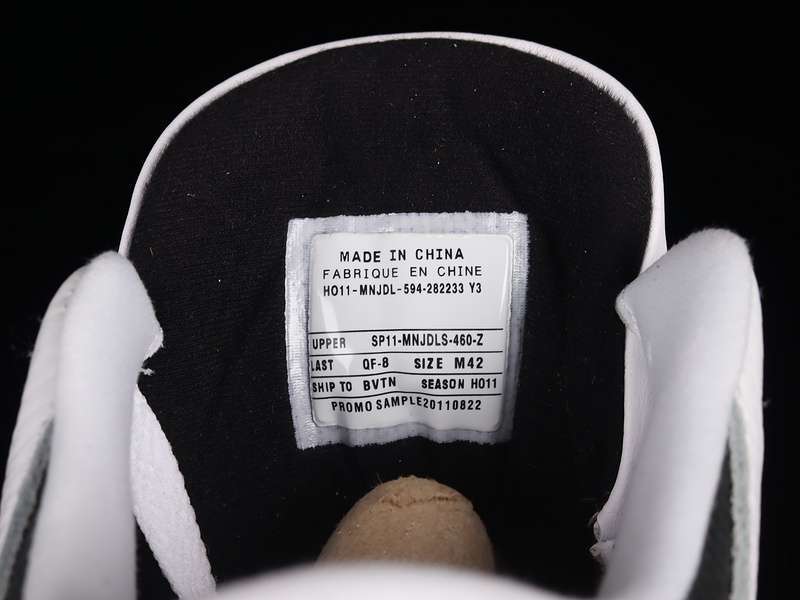 MADE IN CHINA
FABRIQUE EN CHINE
HO11-MNJDL-594-282233 Y3
UPPER SP11-MNJDLS-460-Z
LAST QF-8 SIZE M42
SHIP TO BVTN SEASON HO11
PROMO SAMPLE20110822